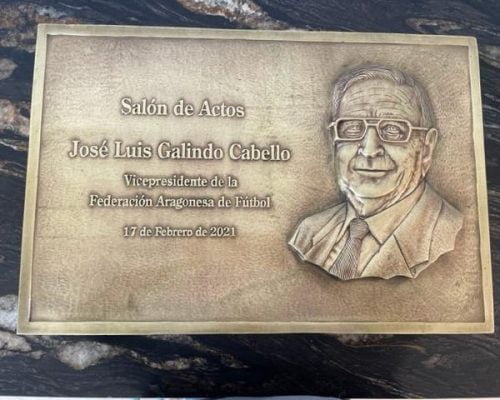 Salón de Actos
José Luis Galindo Cabello
Vicepresidente de la
Federación Aragonesa de Fútbol
17 de Febrero de 2021